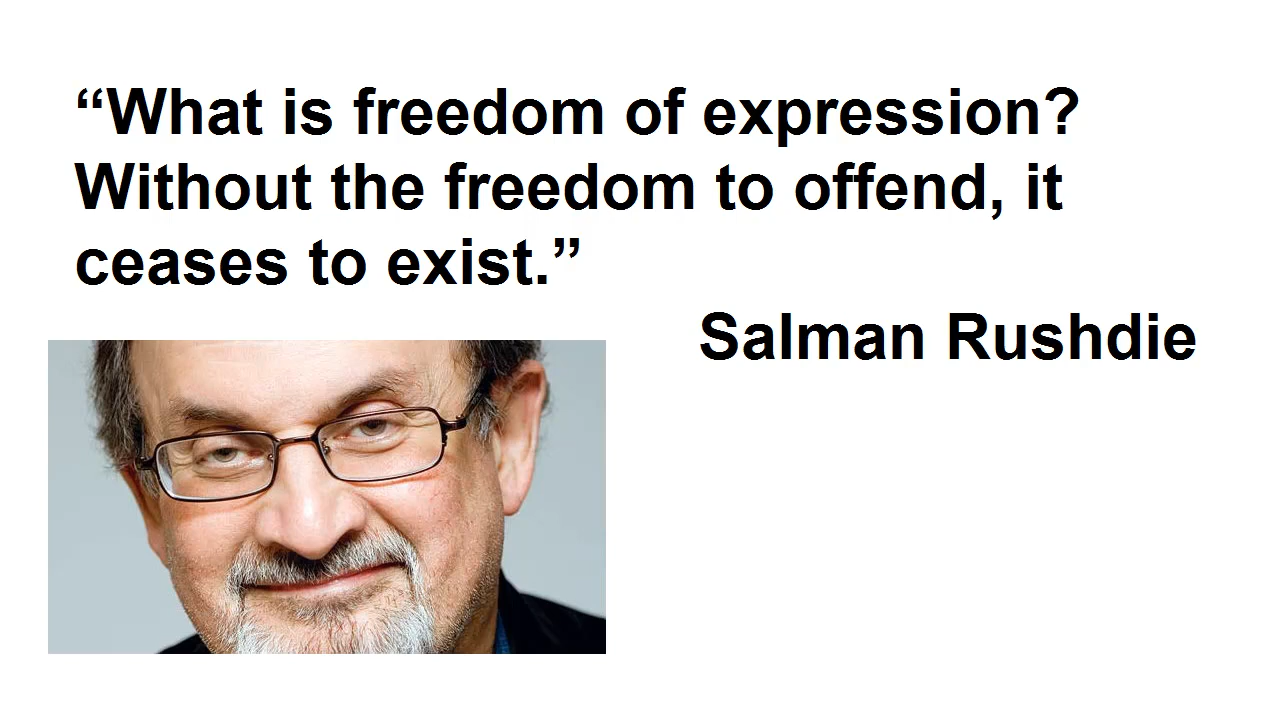 “What is freedom of expression?
Without the freedom to offend, it
ceases to exist.”
Salman Rushdie